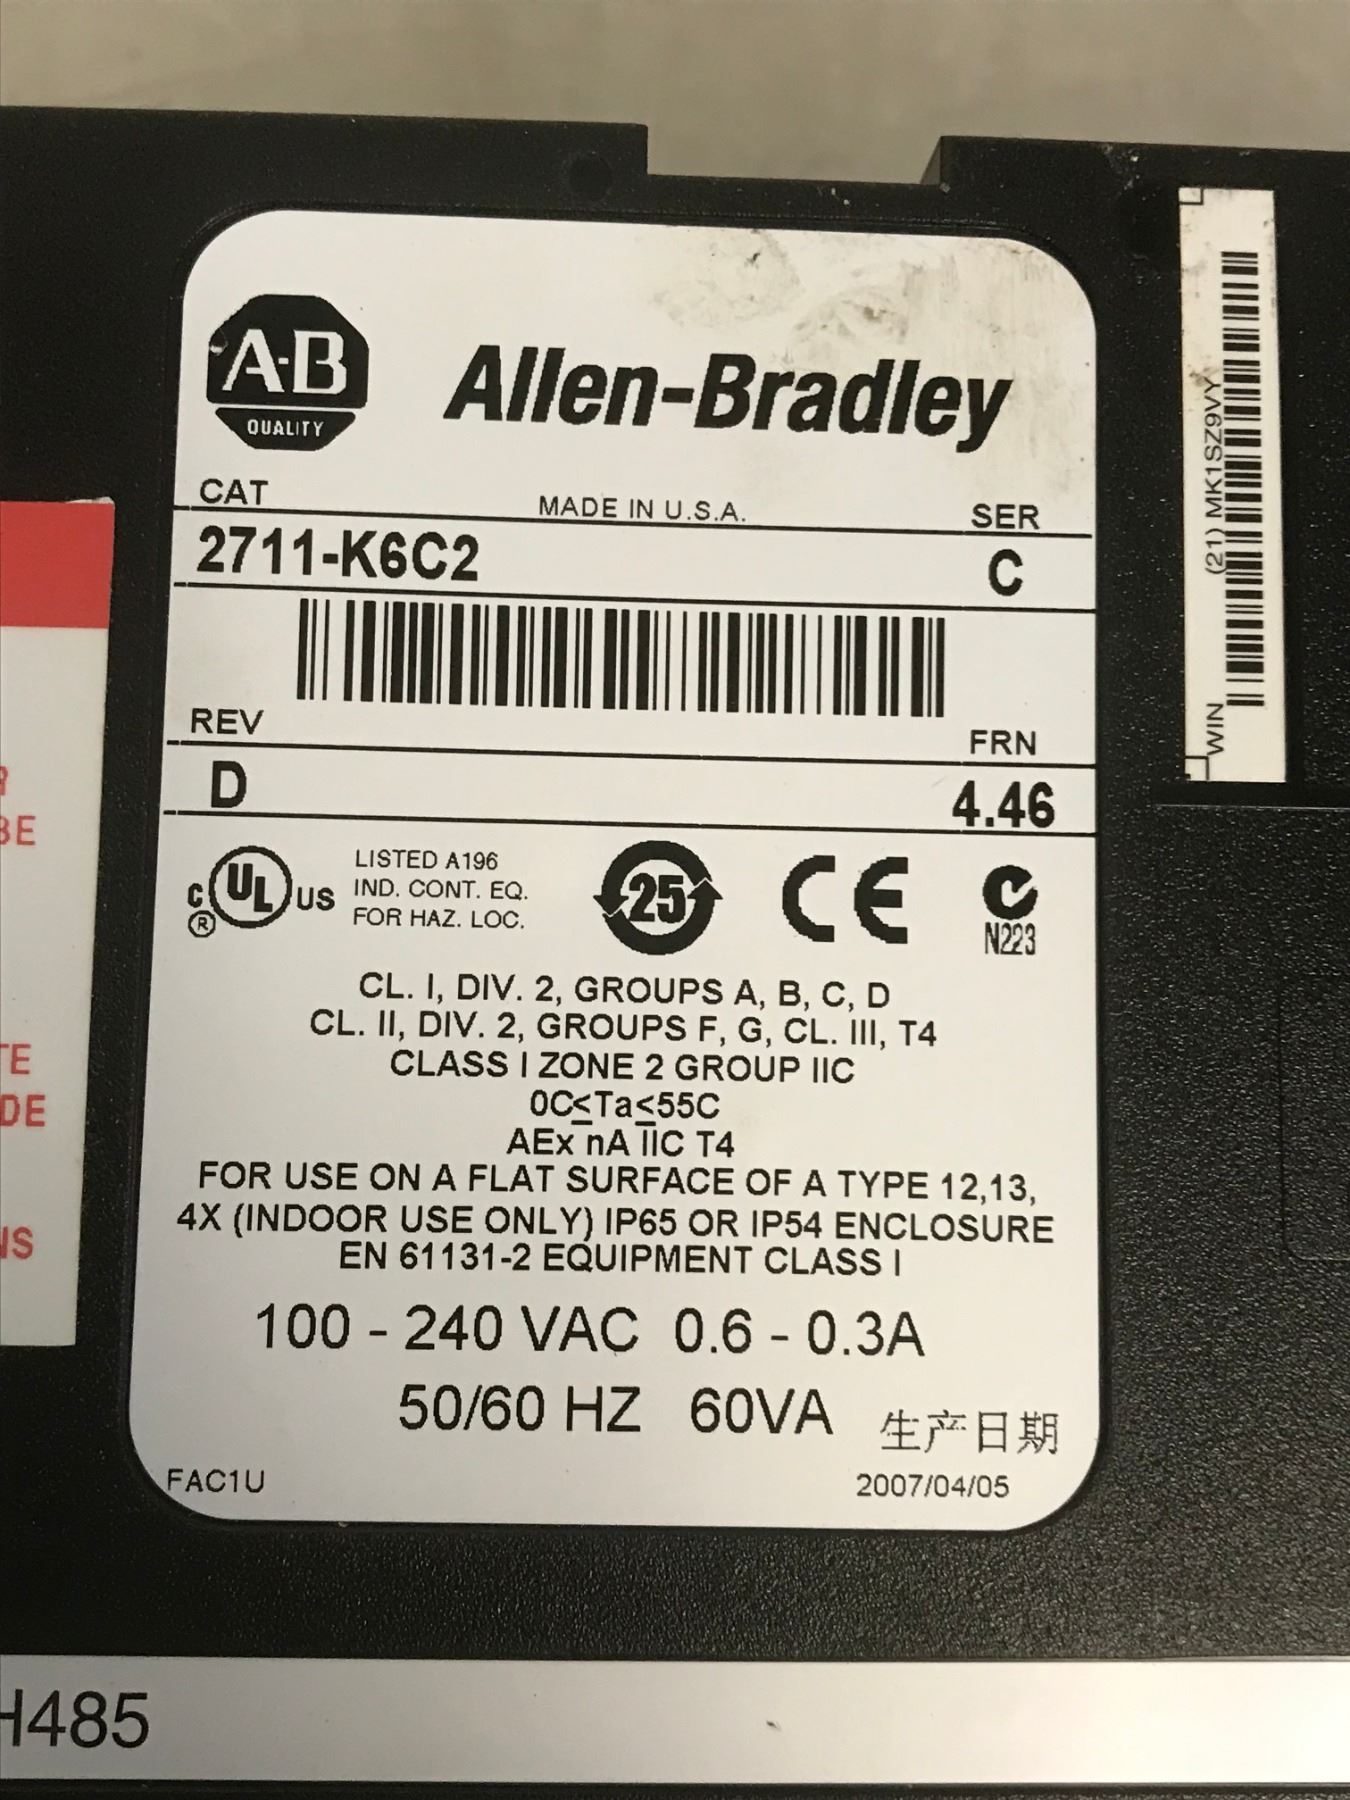 A-B
QUALITY
Allen-Bradley
CAT
MADE IN U.S.A.
SER
2711-K6C2
C
REV
FRN
D
4.46
C UL US
®
LISTED A196
IND. CONT. EQ.
FOR HAZ. LOC.
25
CE
N223
CL. I, DIV. 2, GROUPS A, B, C, D
CL. II, DIV. 2, GROUPS F, G, CL. III, T4
CLASS I ZONE 2 GROUP IIC
0C≤Ta≤55C
AEx nA IIC T4
FOR USE ON A FLAT SURFACE OF A TYPE 12,13,
4X (INDOOR USE ONLY) IP65 OR IP54 ENCLOSURE
EN 61131-2 EQUIPMENT CLASS I
100 - 240 VAC 0.6 - 0.3A
50/60 HZ 60VA
生产日期
FAC1U
2007/04/05
WIN
(21) MK1SZ9VY
BE
TE
DE
NS
H485